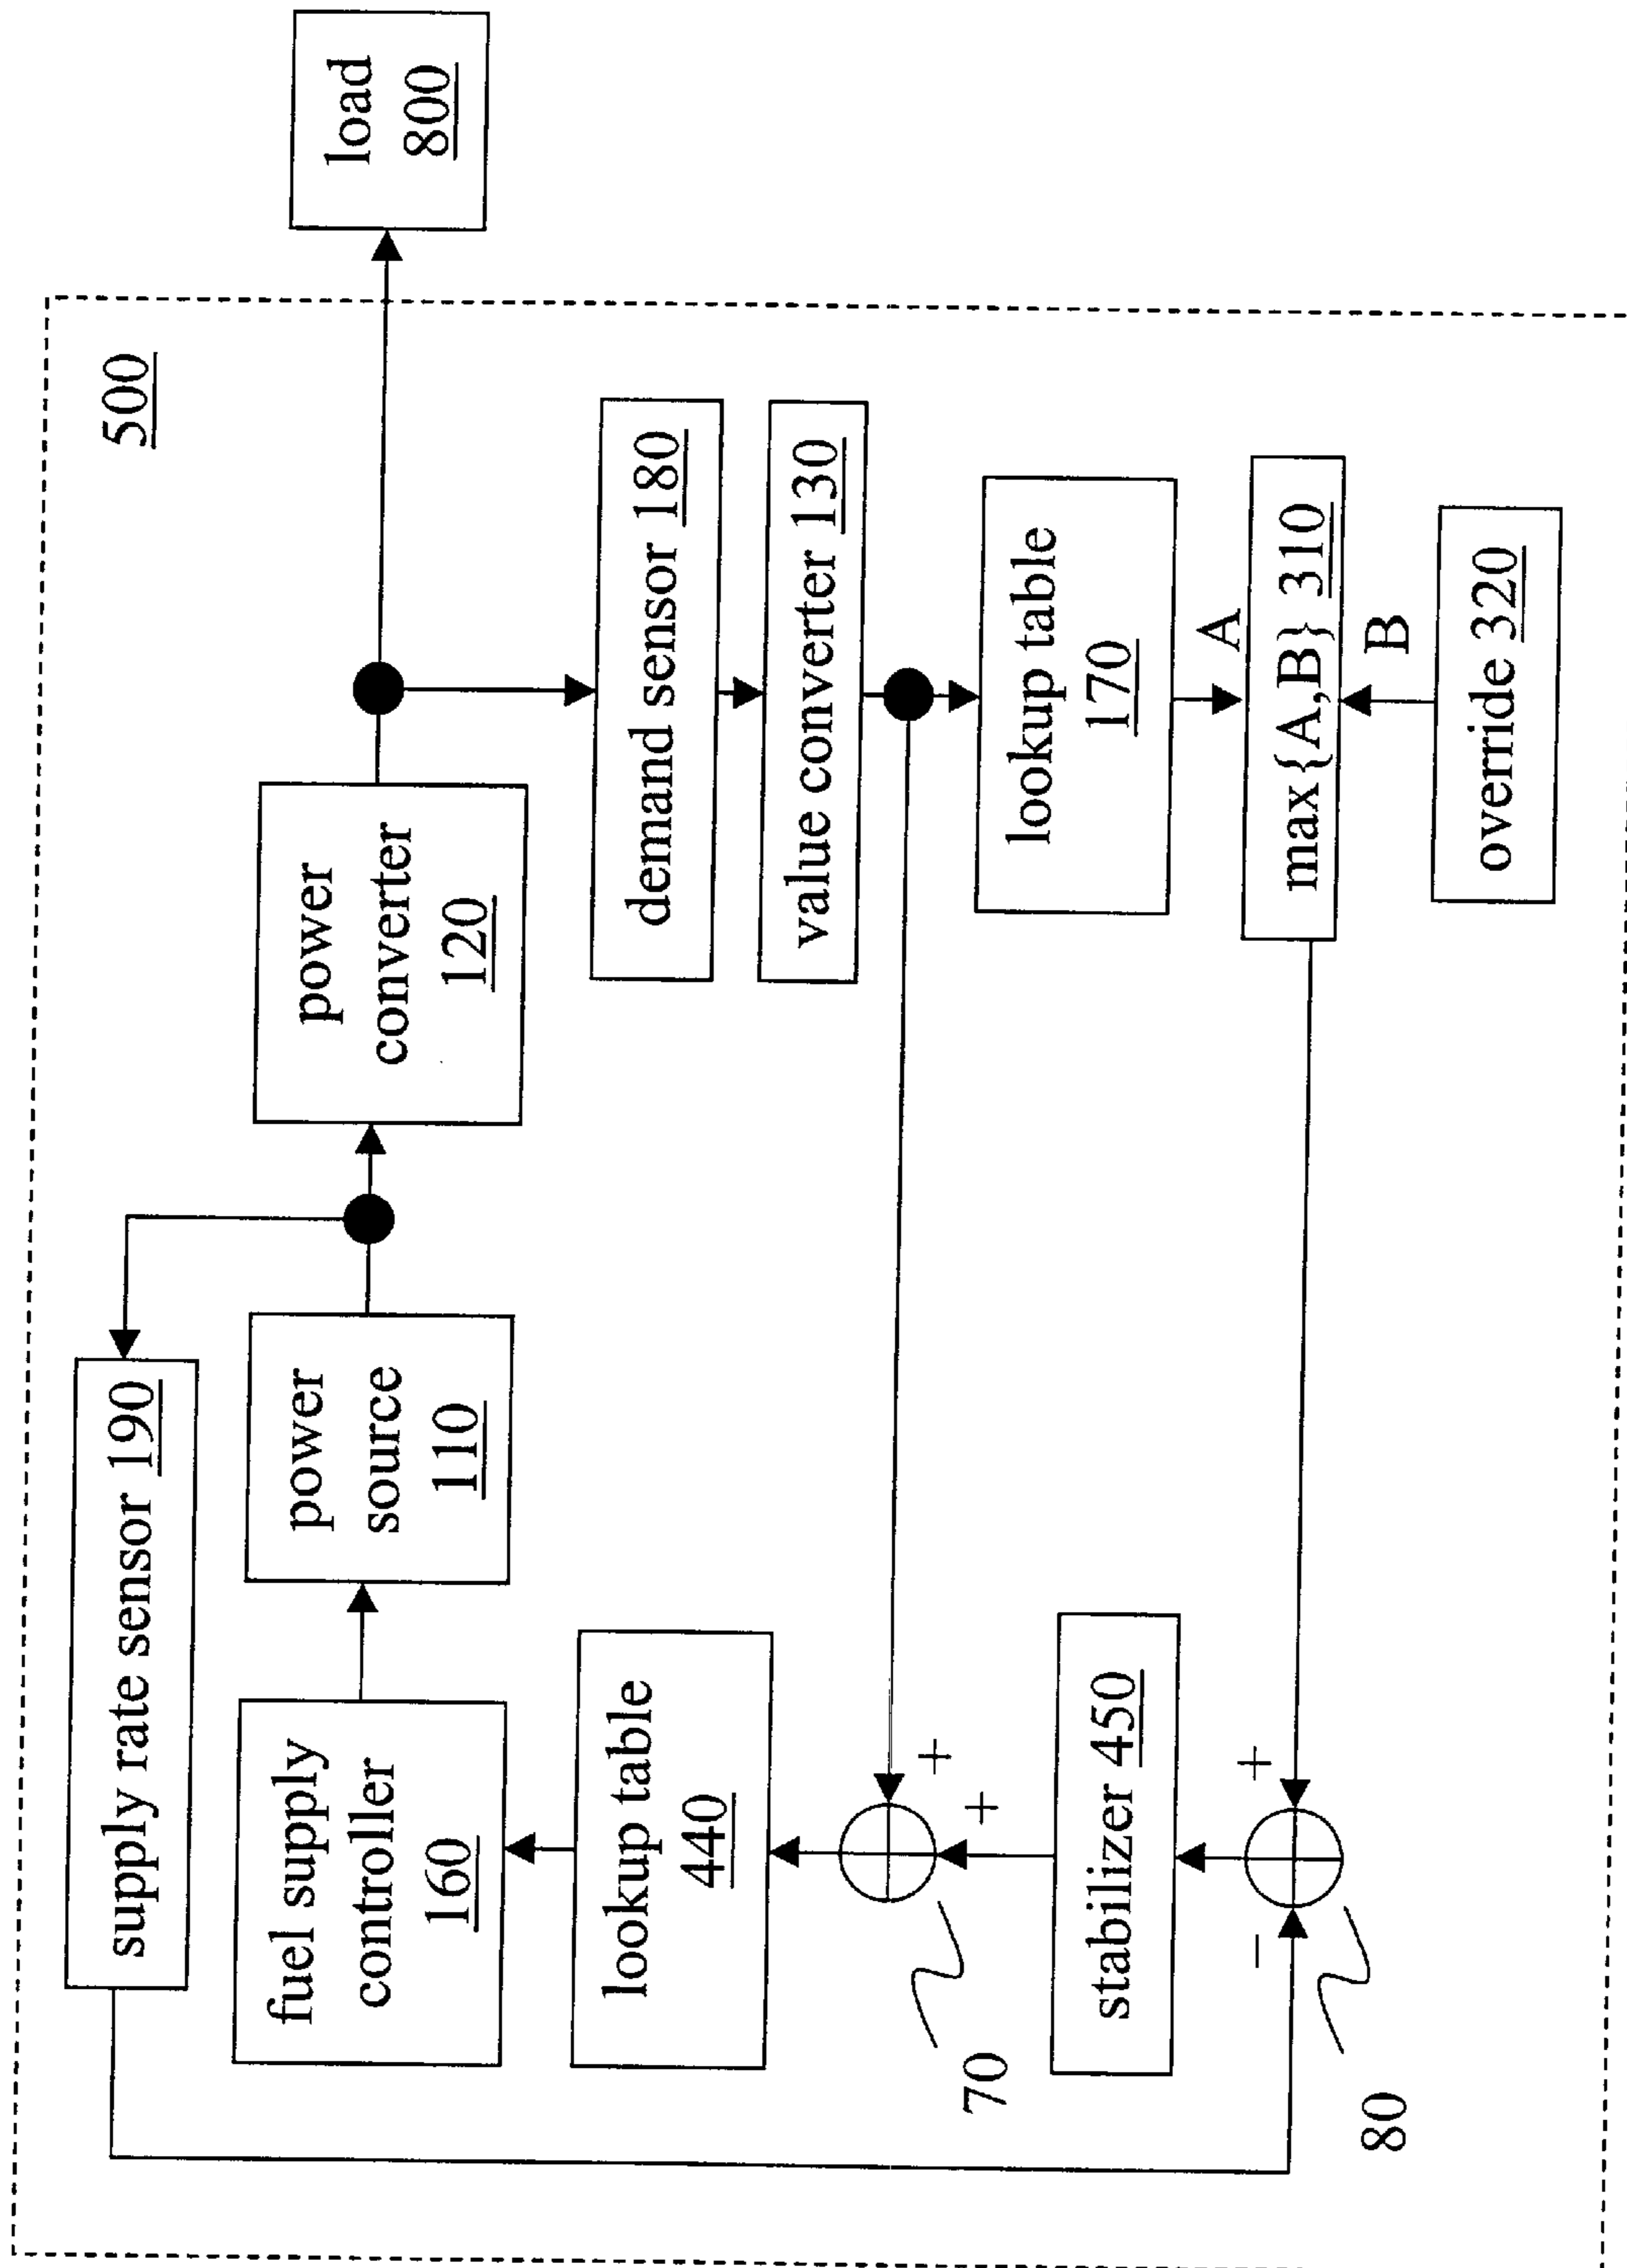 500
supply rate sensor 190
fuel supply
controller
160
power
source
110
power
converter
120
load
800
demand sensor 180
value converter 130
lookup table
440
+
+
70
lookup table
170
A
stabilizer 450
max{A,B} 310
B
+
−
80
override 320